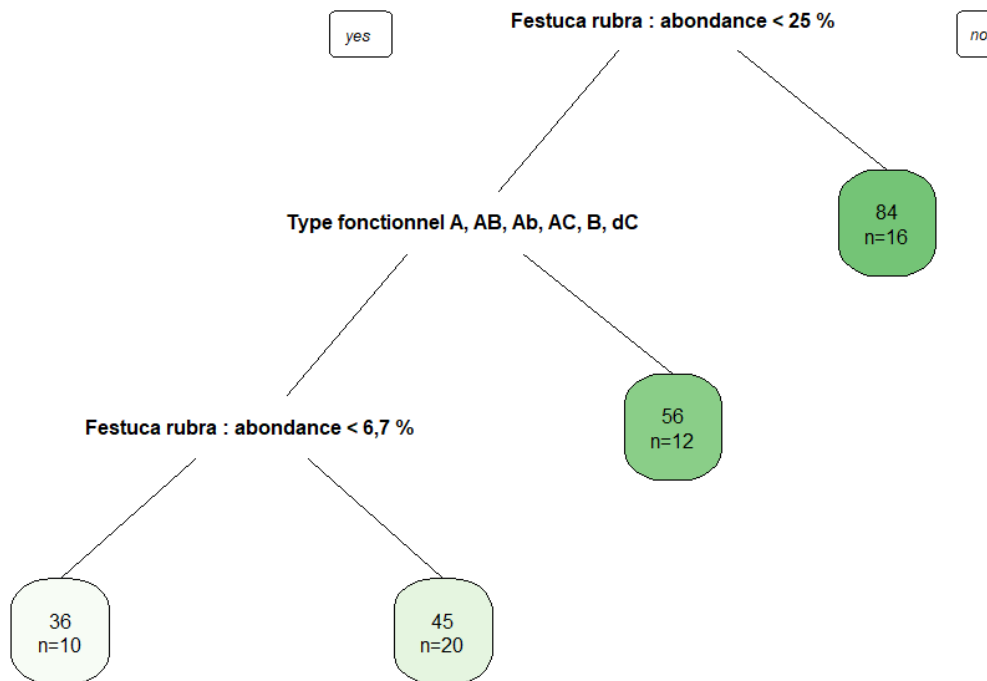 Festuca rubra : abondance < 25 %
yes
no
84
n=16
Type fonctionnel A, AB, Ab, AC, B, dC
56
n=12
Festuca rubra : abondance < 6,7 %
36
n=10
45
n=20